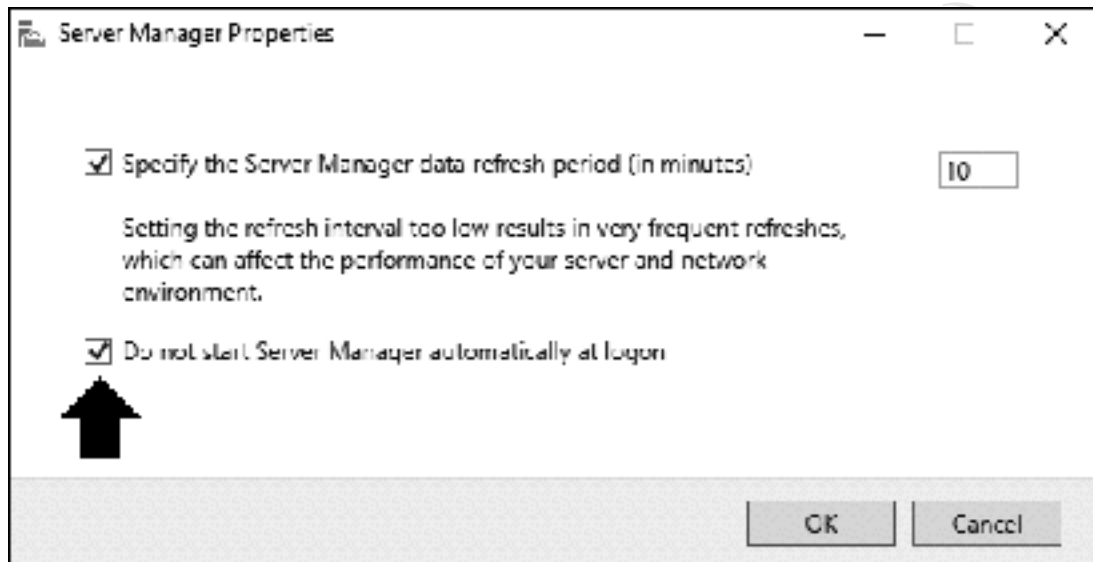 Server Manager Properties
Specify the Server Manager data refresh period (in minutes)
10
Setting the refresh interval too low results in very frequent refreshes,
which can affect the performance of your server and network
environment.
Do not start Server Manager automatically at logon
OK
Cancel